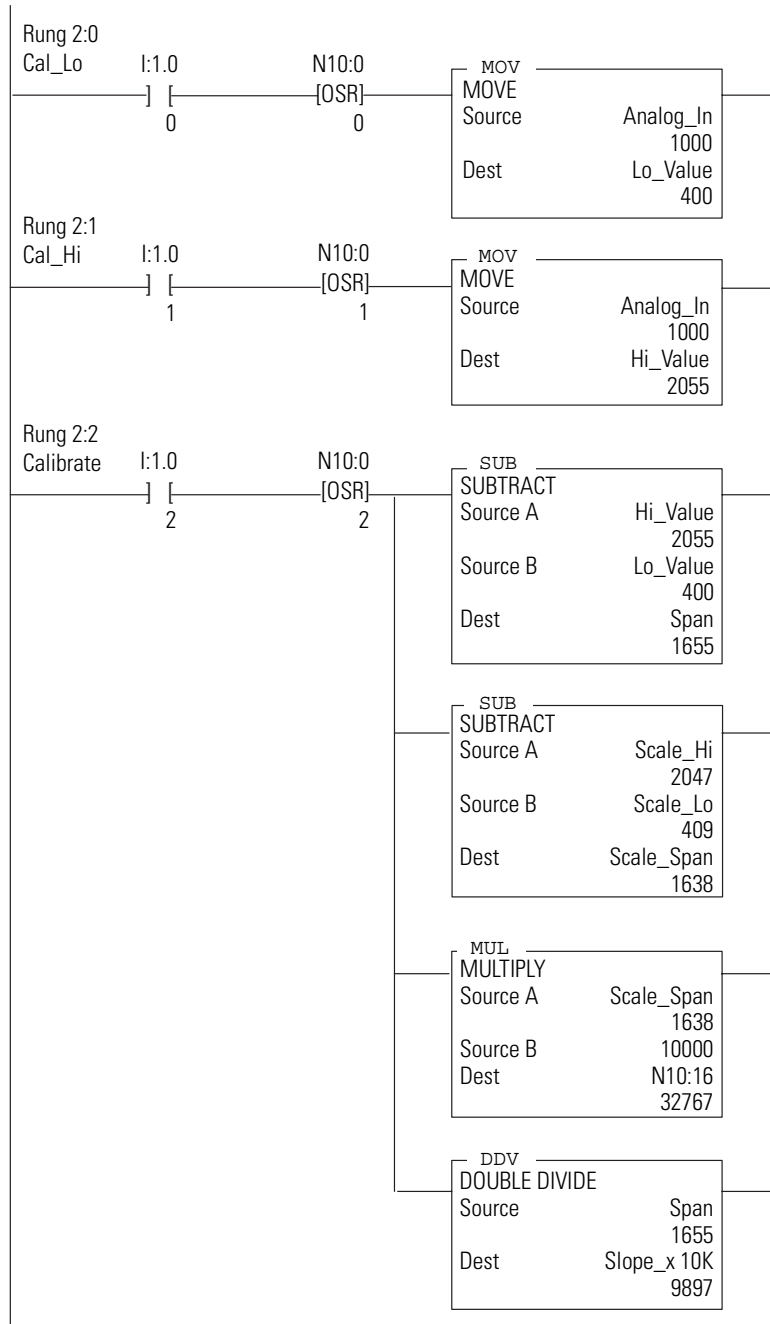 Rung 2:0
Cal_Lo I:1.0 N10:0 MOV
] [ [OSR] MOVE
0 0 Source Analog_In
1000
Dest Lo_Value
400
Rung 2:1
Cal_Hi I:1.0 N10:0 MOV
] [ [OSR] MOVE
1 1 Source Analog_In
1000
Dest Hi_Value
2055
Rung 2:2
Calibrate I:1.0 N10:0 SUB
] [ [OSR] SUBTRACT
2 2 Source A Hi_Value
2055
Source B Lo_Value
400
Dest Span
1655
SUB
SUBTRACT
Source A Scale_Hi
2047
Source B Scale_Lo
409
Dest Scale_Span
1638
MUL
MULTIPLY
Source A Scale_Span
1638
Source B 10000
Dest N10:16
32767
DDV
DOUBLE DIVIDE
Source Span
1655
Dest Slope_x 10K
9897